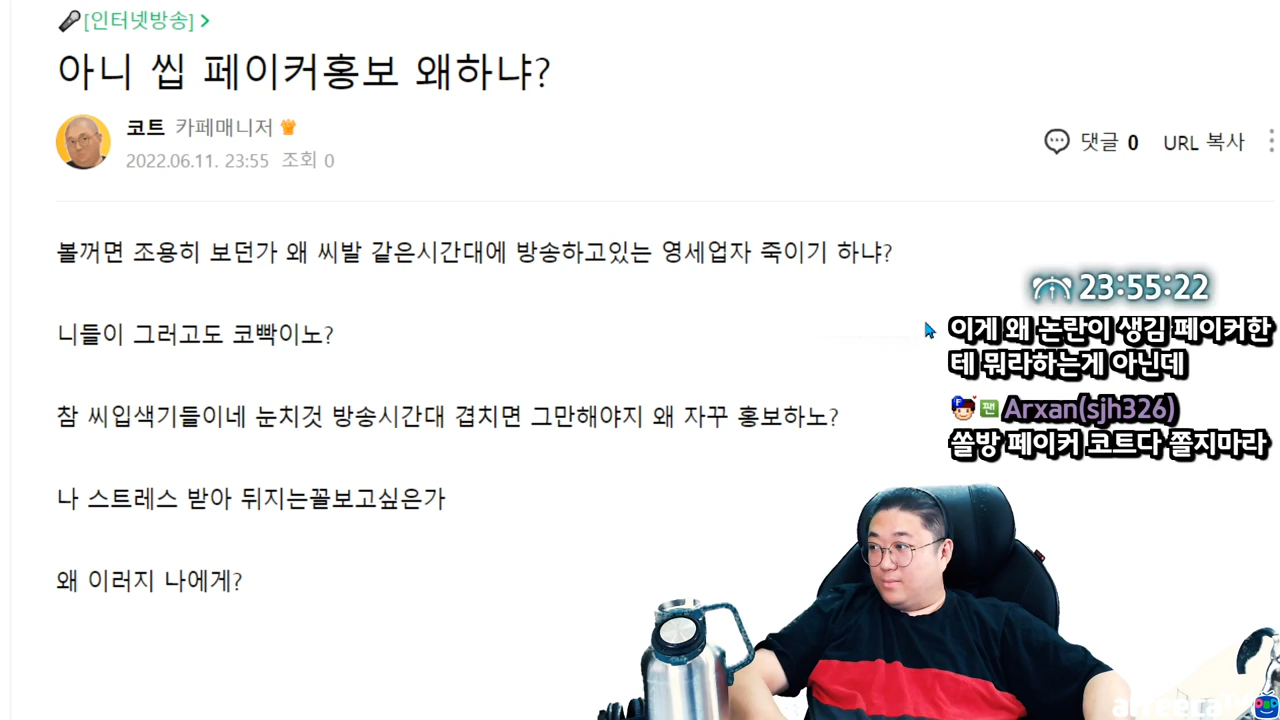 [인터넷방송] >
아니 씹 페이커홍보 왜하냐?
코트 카페매니저
2022.06.11. 23:55 조회 0
댓글 0 URL 복사
볼꺼면 조용히 보던가 왜 씨발 같은시간대에 방송하고있는 영세업자 죽이기 하냐?
23:55:22
이게 왜 논란이 생김 페이커한
니들이 그러고도 코빡이노?
테 뭐라하는게 아닌데
팬 Arxan(sjh326)
참 씨입색기들이네 눈치것 방송시간대 겹치면 그만해야지 왜 자꾸 홍보하노?
쏠방 페이커 코트다 쫄지마라
나 스트레스 받아 뒤지는꼴보고싶은가
왜 이러지 나에게?